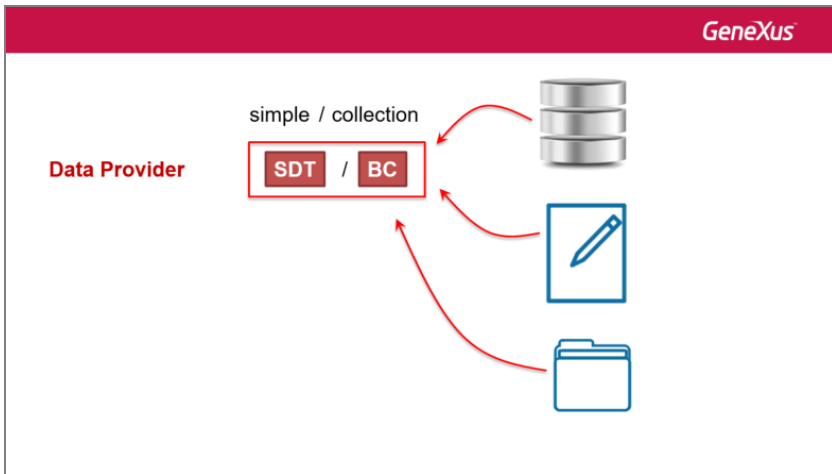 GeneXus
simple / collection
Data Provider
SDT / BC